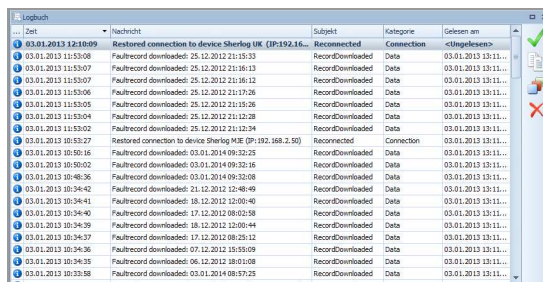 Logbuch
... Zeit Nachricht Subjekt Kategorie Gelesen am
03.01.2013 12:10:09 Restored connection to device Sherlog UK (IP:192.16... Reconnected Connection <Ungelesen>
03.01.2013 11:53:08 Faultrecord downloaded: 25.12.2012 21:15:33 RecordDownloaded Data 03.01.2013 13:11...
03.01.2013 11:53:07 Faultrecord downloaded: 25.12.2012 21:16:13 RecordDownloaded Data 03.01.2013 13:11...
03.01.2013 11:53:07 Faultrecord downloaded: 25.12.2012 21:16:12 RecordDownloaded Data 03.01.2013 13:11...
03.01.2013 11:53:06 Faultrecord downloaded: 25.12.2012 21:17:26 RecordDownloaded Data 03.01.2013 13:11...
03.01.2013 11:53:05 Faultrecord downloaded: 25.12.2012 21:15:26 RecordDownloaded Data 03.01.2013 13:11...
03.01.2013 11:53:04 Faultrecord downloaded: 25.12.2012 21:12:28 RecordDownloaded Data 03.01.2013 13:11...
03.01.2013 11:53:02 Faultrecord downloaded: 25.12.2012 21:12:34 RecordDownloaded Data 03.01.2013 13:11...
03.01.2013 10:53:27 Restored connection to device Sherlog MJE (IP:192.168.2.50) Reconnected Connection 03.01.2013 13:11...
03.01.2013 10:50:16 Faultrecord downloaded: 03.01.2014 09:32:25 RecordDownloaded Data 03.01.2013 13:11...
03.01.2013 10:50:02 Faultrecord downloaded: 03.01.2014 09:32:16 RecordDownloaded Data 03.01.2013 13:11...
03.01.2013 10:48:36 Faultrecord downloaded: 03.01.2014 09:32:08 RecordDownloaded Data 03.01.2013 13:11...
03.01.2013 10:34:42 Faultrecord downloaded: 21.12.2012 12:48:49 RecordDownloaded Data 03.01.2013 13:11...
03.01.2013 10:34:41 Faultrecord downloaded: 18.12.2012 12:00:40 RecordDownloaded Data 03.01.2013 13:11...
03.01.2013 10:34:40 Faultrecord downloaded: 17.12.2012 08:02:58 RecordDownloaded Data 03.01.2013 13:11...
03.01.2013 10:34:39 Faultrecord downloaded: 18.12.2012 12:00:44 RecordDownloaded Data 03.01.2013 13:11...
03.01.2013 10:34:37 Faultrecord downloaded: 17.12.2012 08:25:12 RecordDownloaded Data 03.01.2013 13:11...
03.01.2013 10:34:36 Faultrecord downloaded: 07.12.2012 15:55:09 RecordDownloaded Data 03.01.2013 13:11...
03.01.2013 10:34:35 Faultrecord downloaded: 06.12.2012 18:01:08 RecordDownloaded Data 03.01.2013 13:11...
03.01.2013 10:33:58 Faultrecord downloaded: 03.01.2014 08:57:25 RecordDownloaded Data 03.01.2013 13:11...